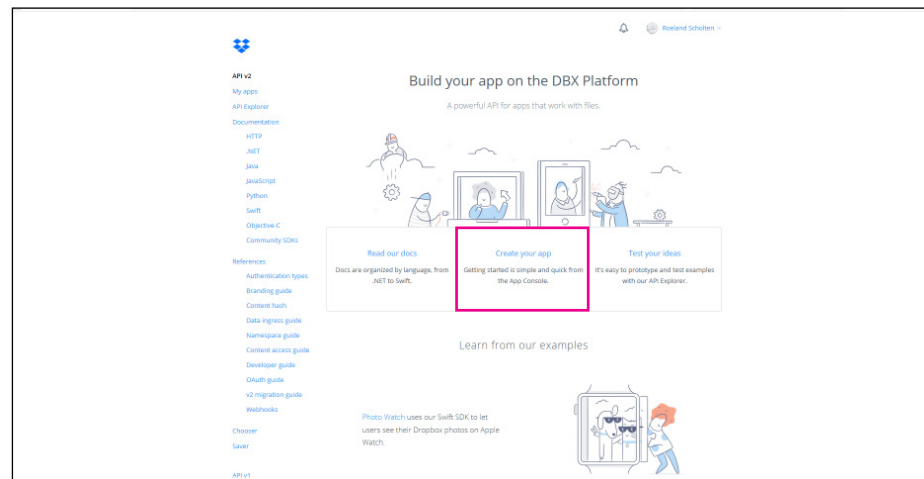 Roeland Scholten
API v2
My apps
API Explorer
Documentation
HTTP
.NET
Java
JavaScript
Python
Swift
Objective-C
Community SDKs
References
Authentication types
Branding guide
Content hash
Data ingress guide
Namespace guide
Content access guide
Developer guide
OAuth guide
v2 migration guide
Webhooks
Chooser
Saver
API v1
Build your app on the DBX Platform
A powerful API for apps that work with files.
Read our docs
Docs are organized by language, from
.NET to Swift.
Create your app
Getting started is simple and quick from
the App Console.
Test your ideas
It's easy to prototype and test examples
with our API Explorer.
Learn from our examples
Photo Watch uses our Swift SDK to let
users see their Dropbox photos on Apple
Watch.